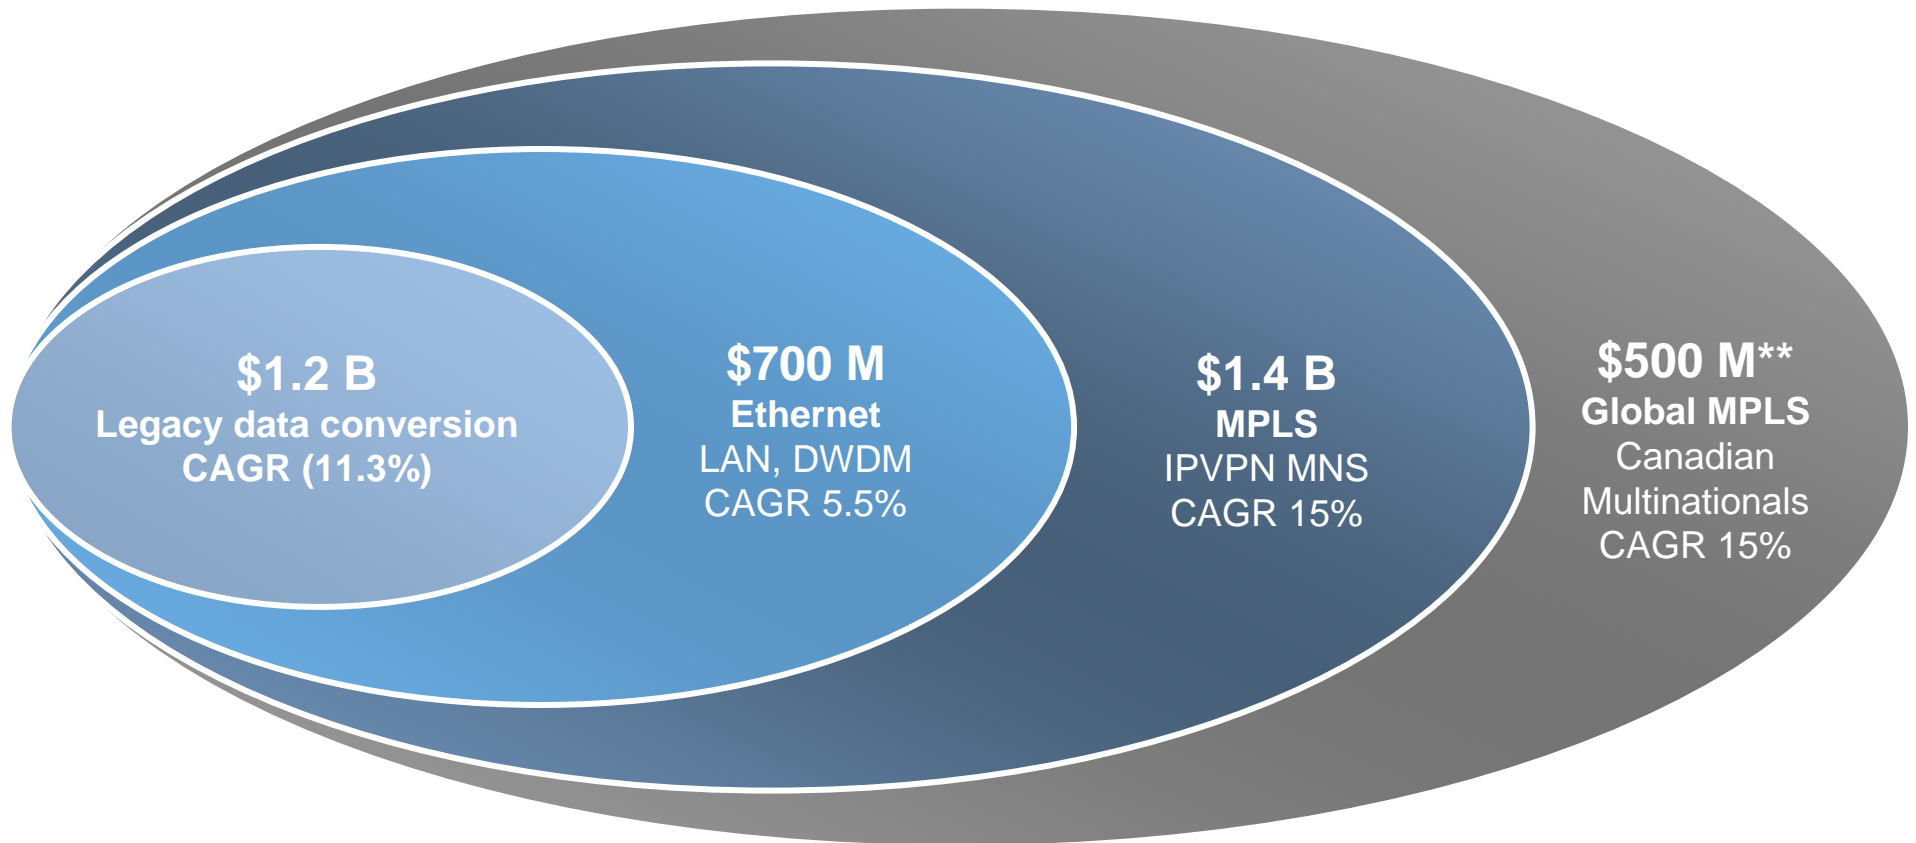 $1.2 B
Legacy data conversion
CAGR (11.3%)
$700 M
Ethernet
LAN, DWDM
CAGR 5.5%
$1.4 B
MPLS
IPVPN MNS
CAGR 15%
$500 M**
Global MPLS
Canadian
Multinationals
CAGR 15%